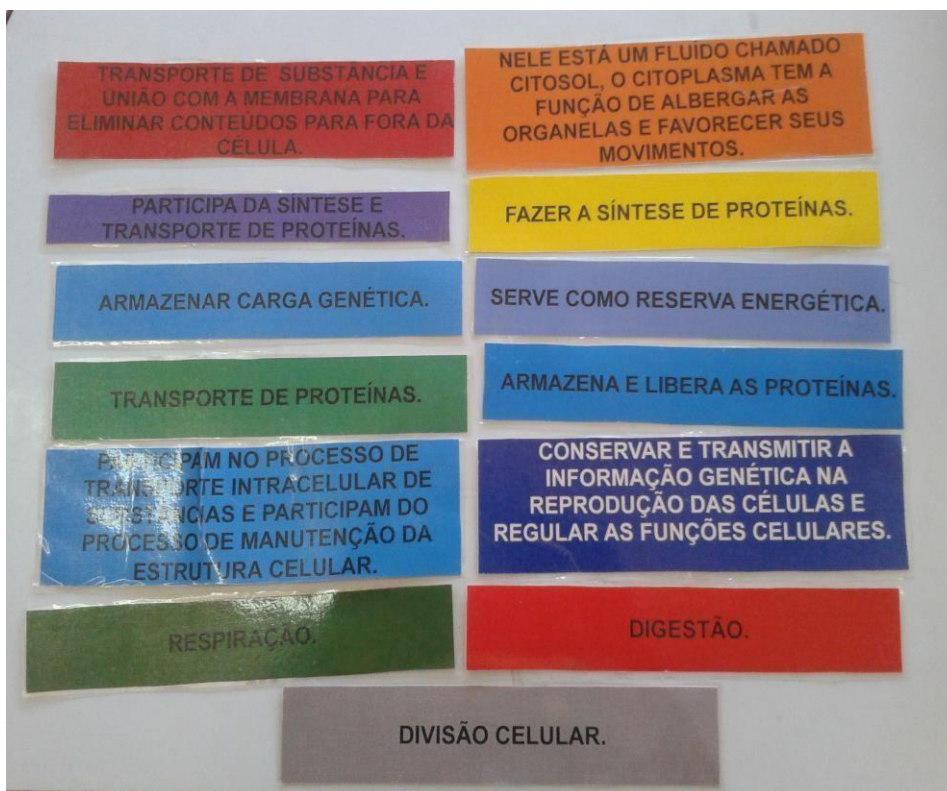 TRANSPORTE DE SUBSTÂNCIA E
UNIÃO COM A MEMBRANA PARA
ELIMINAR CONTEÚDOS PARA FORA DA
CÉLULA.
NELE ESTÁ UM FLUÍDO CHAMADO
CITOSOL, O CITOPLASMA TEM A
FUNÇÃO DE ALBERGAR AS
ORGANELAS E FAVORECER SEUS
MOVIMENTOS.
PARTICIPA DA SÍNTESE E
TRANSPORTE DE PROTEÍNAS.
FAZER A SÍNTESE DE PROTEÍNAS.
ARMAZENAR CARGA GENÉTICA.
SERVE COMO RESERVA ENERGÉTICA.
TRANSPORTE DE PROTEÍNAS.
ARMAZENA E LIBERA AS PROTEÍNAS.
PARTICIPAM NO PROCESSO DE
TRANSPORTE INTRACELULAR DE
SUBSTÂNCIAS E PARTICIPAM DO
PROCESSO DE MANUTENÇÃO DA
ESTRUTURA CELULAR.
CONSERVAR E TRANSMITIR A
INFORMAÇÃO GENÉTICA NA
REPRODUÇÃO DAS CÉLULAS E
REGULAR AS FUNÇÕES CELULARES.
RESPIRAÇÃO.
DIGESTÃO.
DIVISÃO CELULAR.